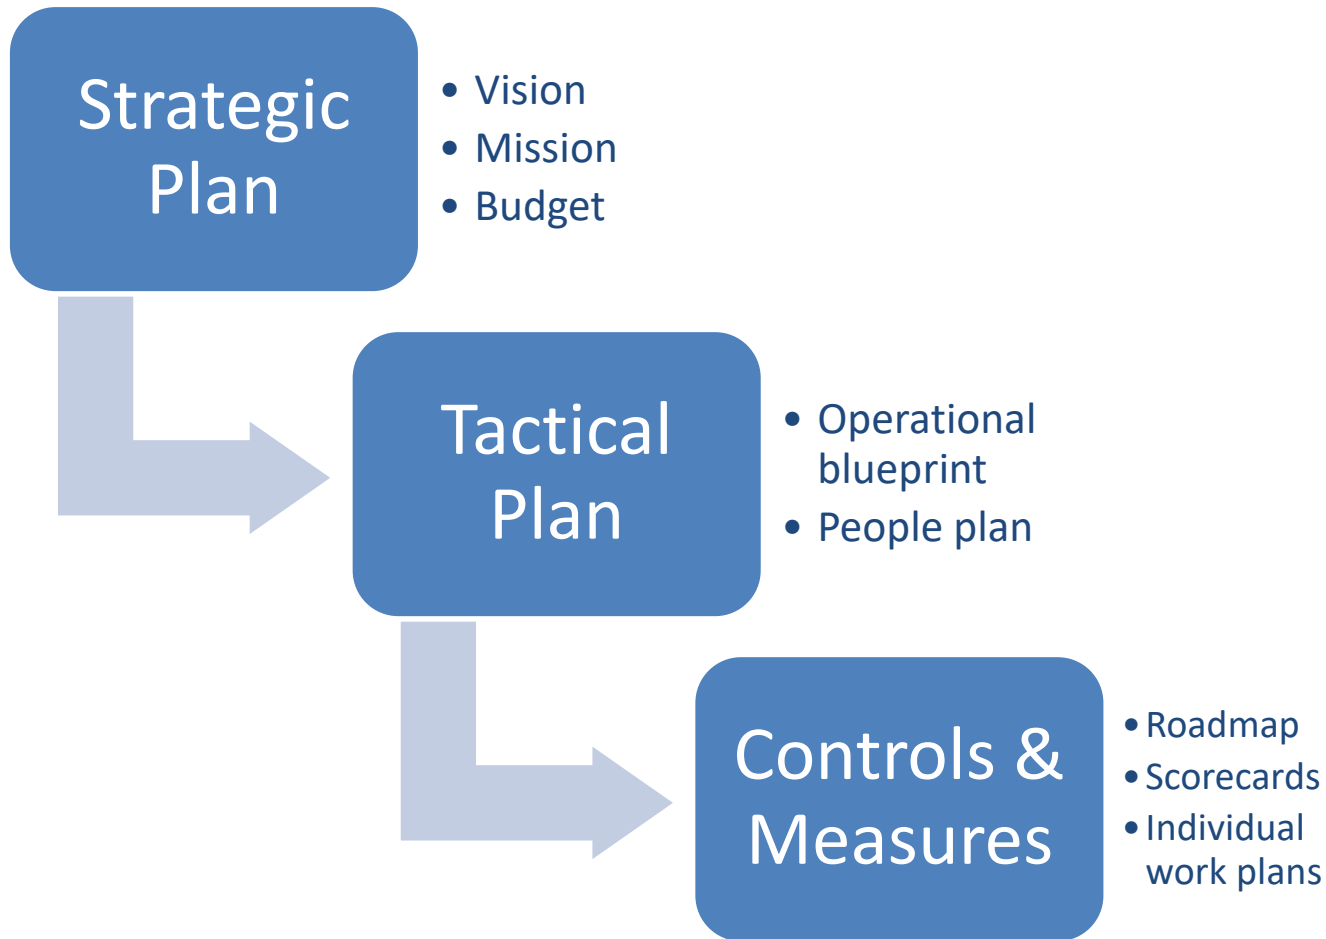 Strategic
Plan
• Vision
• Mission
• Budget
Tactical
Plan
• Operational
blueprint
• People plan
Controls &
Measures
• Roadmap
• Scorecards
• Individual
work plans